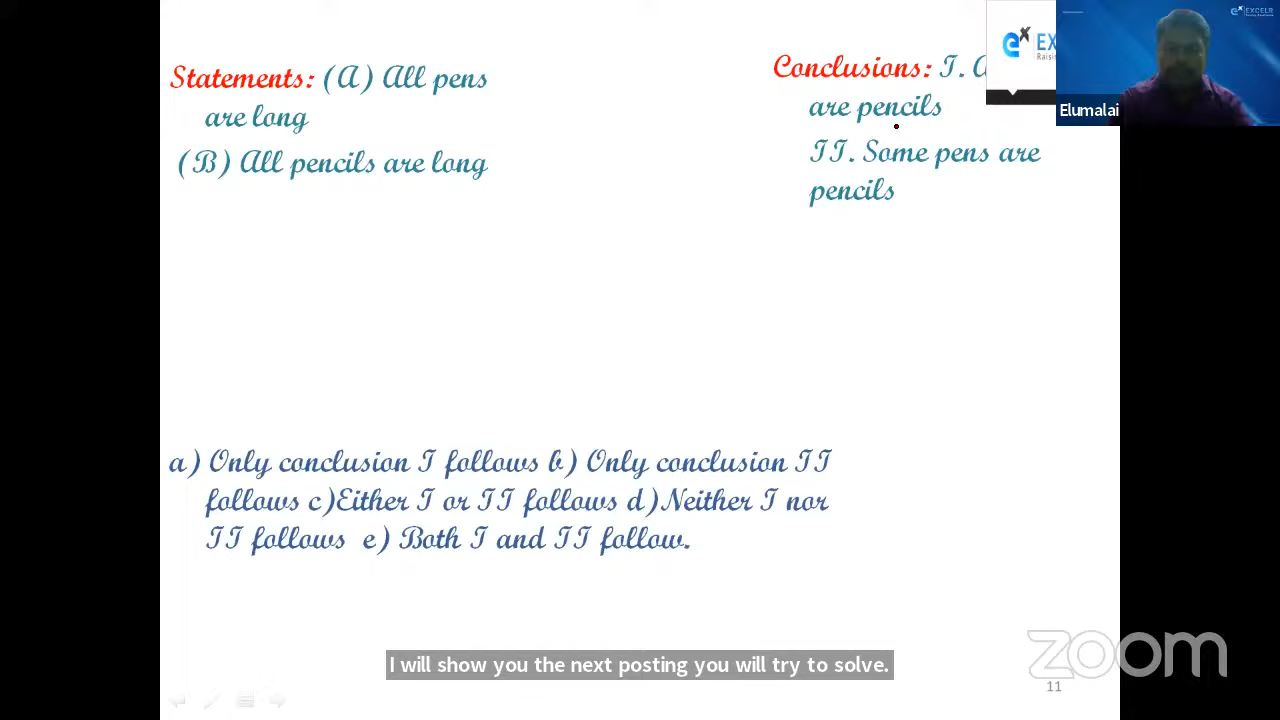 Statements: (A) All pens
are long
(B) All pencils are long
Conclusions: I.
are pencils
II. Some pens are
pencils
a) Only conclusion I follows b) Only conclusion II
follows c)Either I or II follows d)Neither I nor
II follows e) Both I and II follow.
I will show you the next posting you will try to solve.
zoom
11
Elumalai
EXCELR